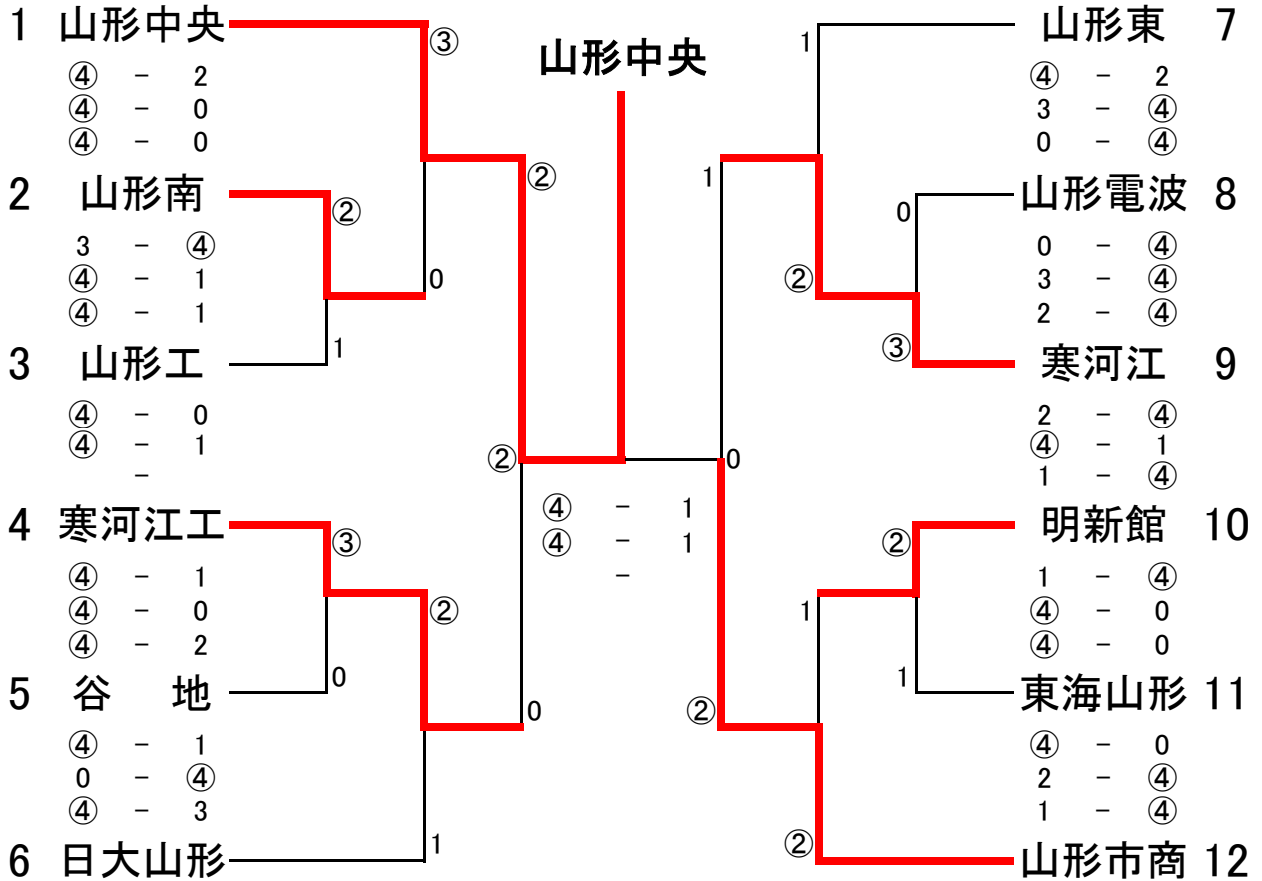 山形中央
1 山形中央
③
④ - 2
④ - 0
④ - 0
②
2 山形南
②
3 - ④
④ - 1
④ - 1
0
1
3 山形工
④ - 0
④ - 1
-
②
4 寒河江工
③
④ - 1
④ - 0
④ - 2
②
0
0
5 谷 地
④ - 1
0 - ④
④ - 3
1
6 日大山形
④ - 1
④ - 1
-
1
山形東 7
④ - 2
3 - ④
0 - ④
1
山形電波 8
0
0 - ④
3 - ④
2 - ④
②
③
寒河江 9
2 - ④
④ - 1
1 - ④
0
明新館 10
②
1 - ④
④ - 0
④ - 0
1
1
東海山形 11
②
④ - 0
2 - ④
1 - ④
②
山形市商 12